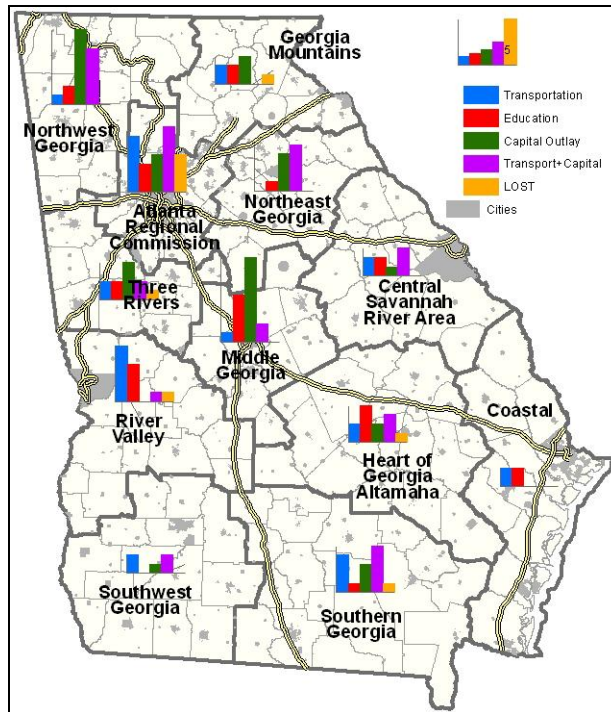 Georgia
Mountains
5
Transportation
Education
Capital Outlay
Transport+Capital
LOST
Cities
Northwest
Georgia
Atlanta
Regional
Commission
Northeast
Georgia
Central
Savannah
River Area
Three
Rivers
Middle
Georgia
Coastal
River
Valley
Heart of
Georgia
Altamaha
Southwest
Georgia
Southern
Georgia